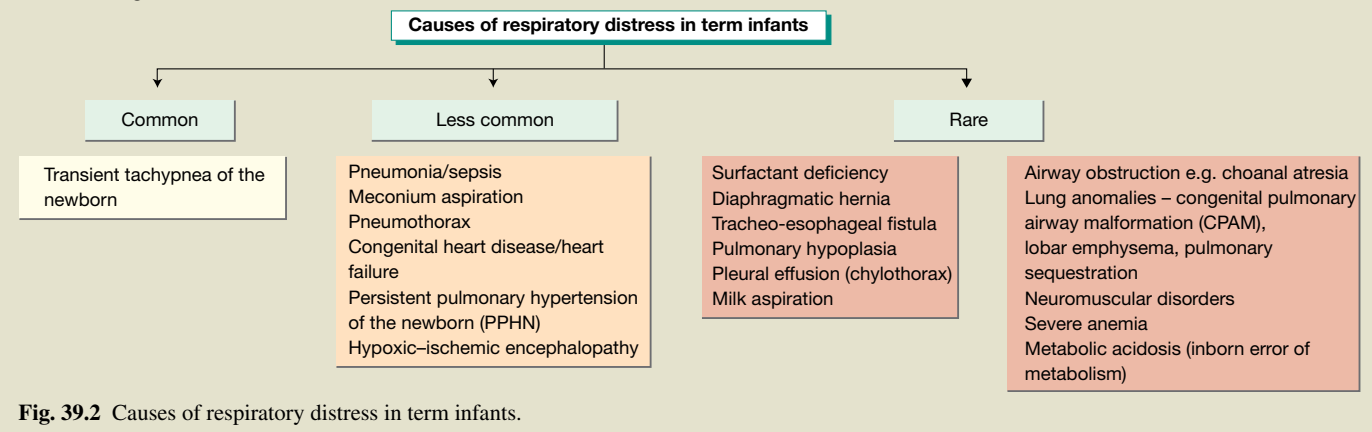 Causes of respiratory distress in term infants
Common
Less common
Rare
Transient tachypnea of the
newborn
Pneumonia/sepsis
Meconium aspiration
Pneumothorax
Congenital heart disease/heart
failure
Persistent pulmonary hypertension
of the newborn (PPHN)
Hypoxic–ischemic encephalopathy
Surfactant deficiency
Diaphragmatic hernia
Tracheo-esophageal fistula
Pulmonary hypoplasia
Pleural effusion (chylothorax)
Milk aspiration
Airway obstruction e.g. choanal atresia
Lung anomalies – congenital pulmonary
airway malformation (CPAM),
lobar emphysema, pulmonary
sequestration
Neuromuscular disorders
Severe anemia
Metabolic acidosis (inborn error of
metabolism)
Fig. 39.2 Causes of respiratory distress in term infants.